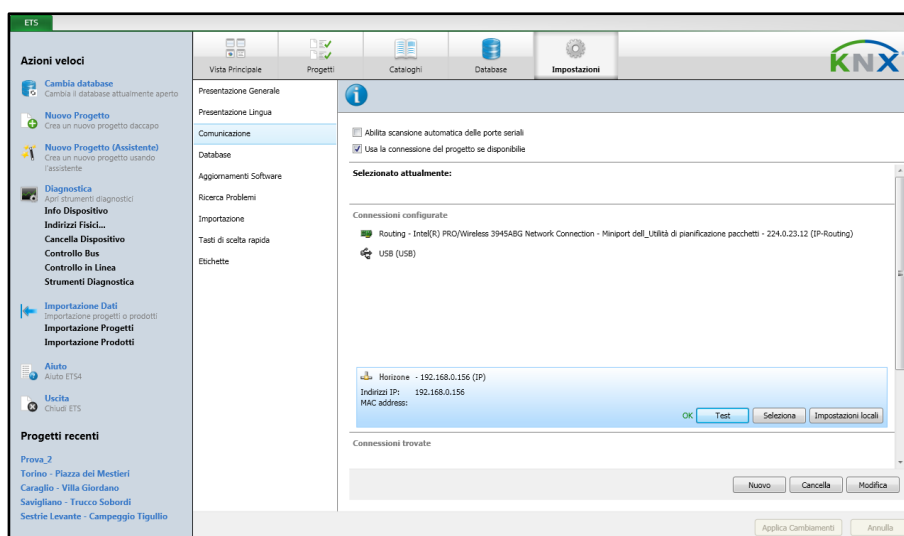 ETS
Azioni veloci
Cambia database
Cambia il database attualmente aperto
Nuovo Progetto
Crea un nuovo progetto daccapo
Nuovo Progetto (Assistente)
Crea un nuovo progetto usando
l'assistente
Diagnostica
Apri strumenti diagnostici
Info Dispositivo
Indirizzi Fisici...
Cancella Dispositivo
Controllo Bus
Controllo in Linea
Strumenti Diagnostica
Importazione Dati
Importazione progetti o prodotti
Importazione Progetti
Importazione Prodotti
Aiuto
Aiuto ETS4
Uscita
Chiudi ETS
Progetti recenti
Prova_2
Torino - Piazza dei Mestieri
Caraglio - Villa Giordano
Savigliano - Trucco Sobordi
Sestrie Levante - Campeggio Tigullio
Vista Principale
Progetti
Cataloghi
Database
Impostazioni
KNX
Presentazione Generale
Presentazione Lingua
Comunicazione
Database
Aggiornamenti Software
Ricerca Problemi
Importazione
Tasti di scelta rapida
Etichette
Abilita scansione automatica delle porte seriali
Usa la connessione del progetto se disponibilie
Selezionato attualmente:
Connessioni configurate
Routing - Intel(R) PRO/Wireless 3945ABG Network Connection - Miniport dell_Utilità di pianificazione pacchetti - 224.0.23.12 (IP-Routing)
USB (USB)
Horizone - 192.168.0.156 (IP)
Indirizzi IP: 192.168.0.156
MAC address:
OK Test Seleziona Impostazioni locali
Connessioni trovate
Nuovo Cancella Modifica
Applica Cambiamenti Annulla